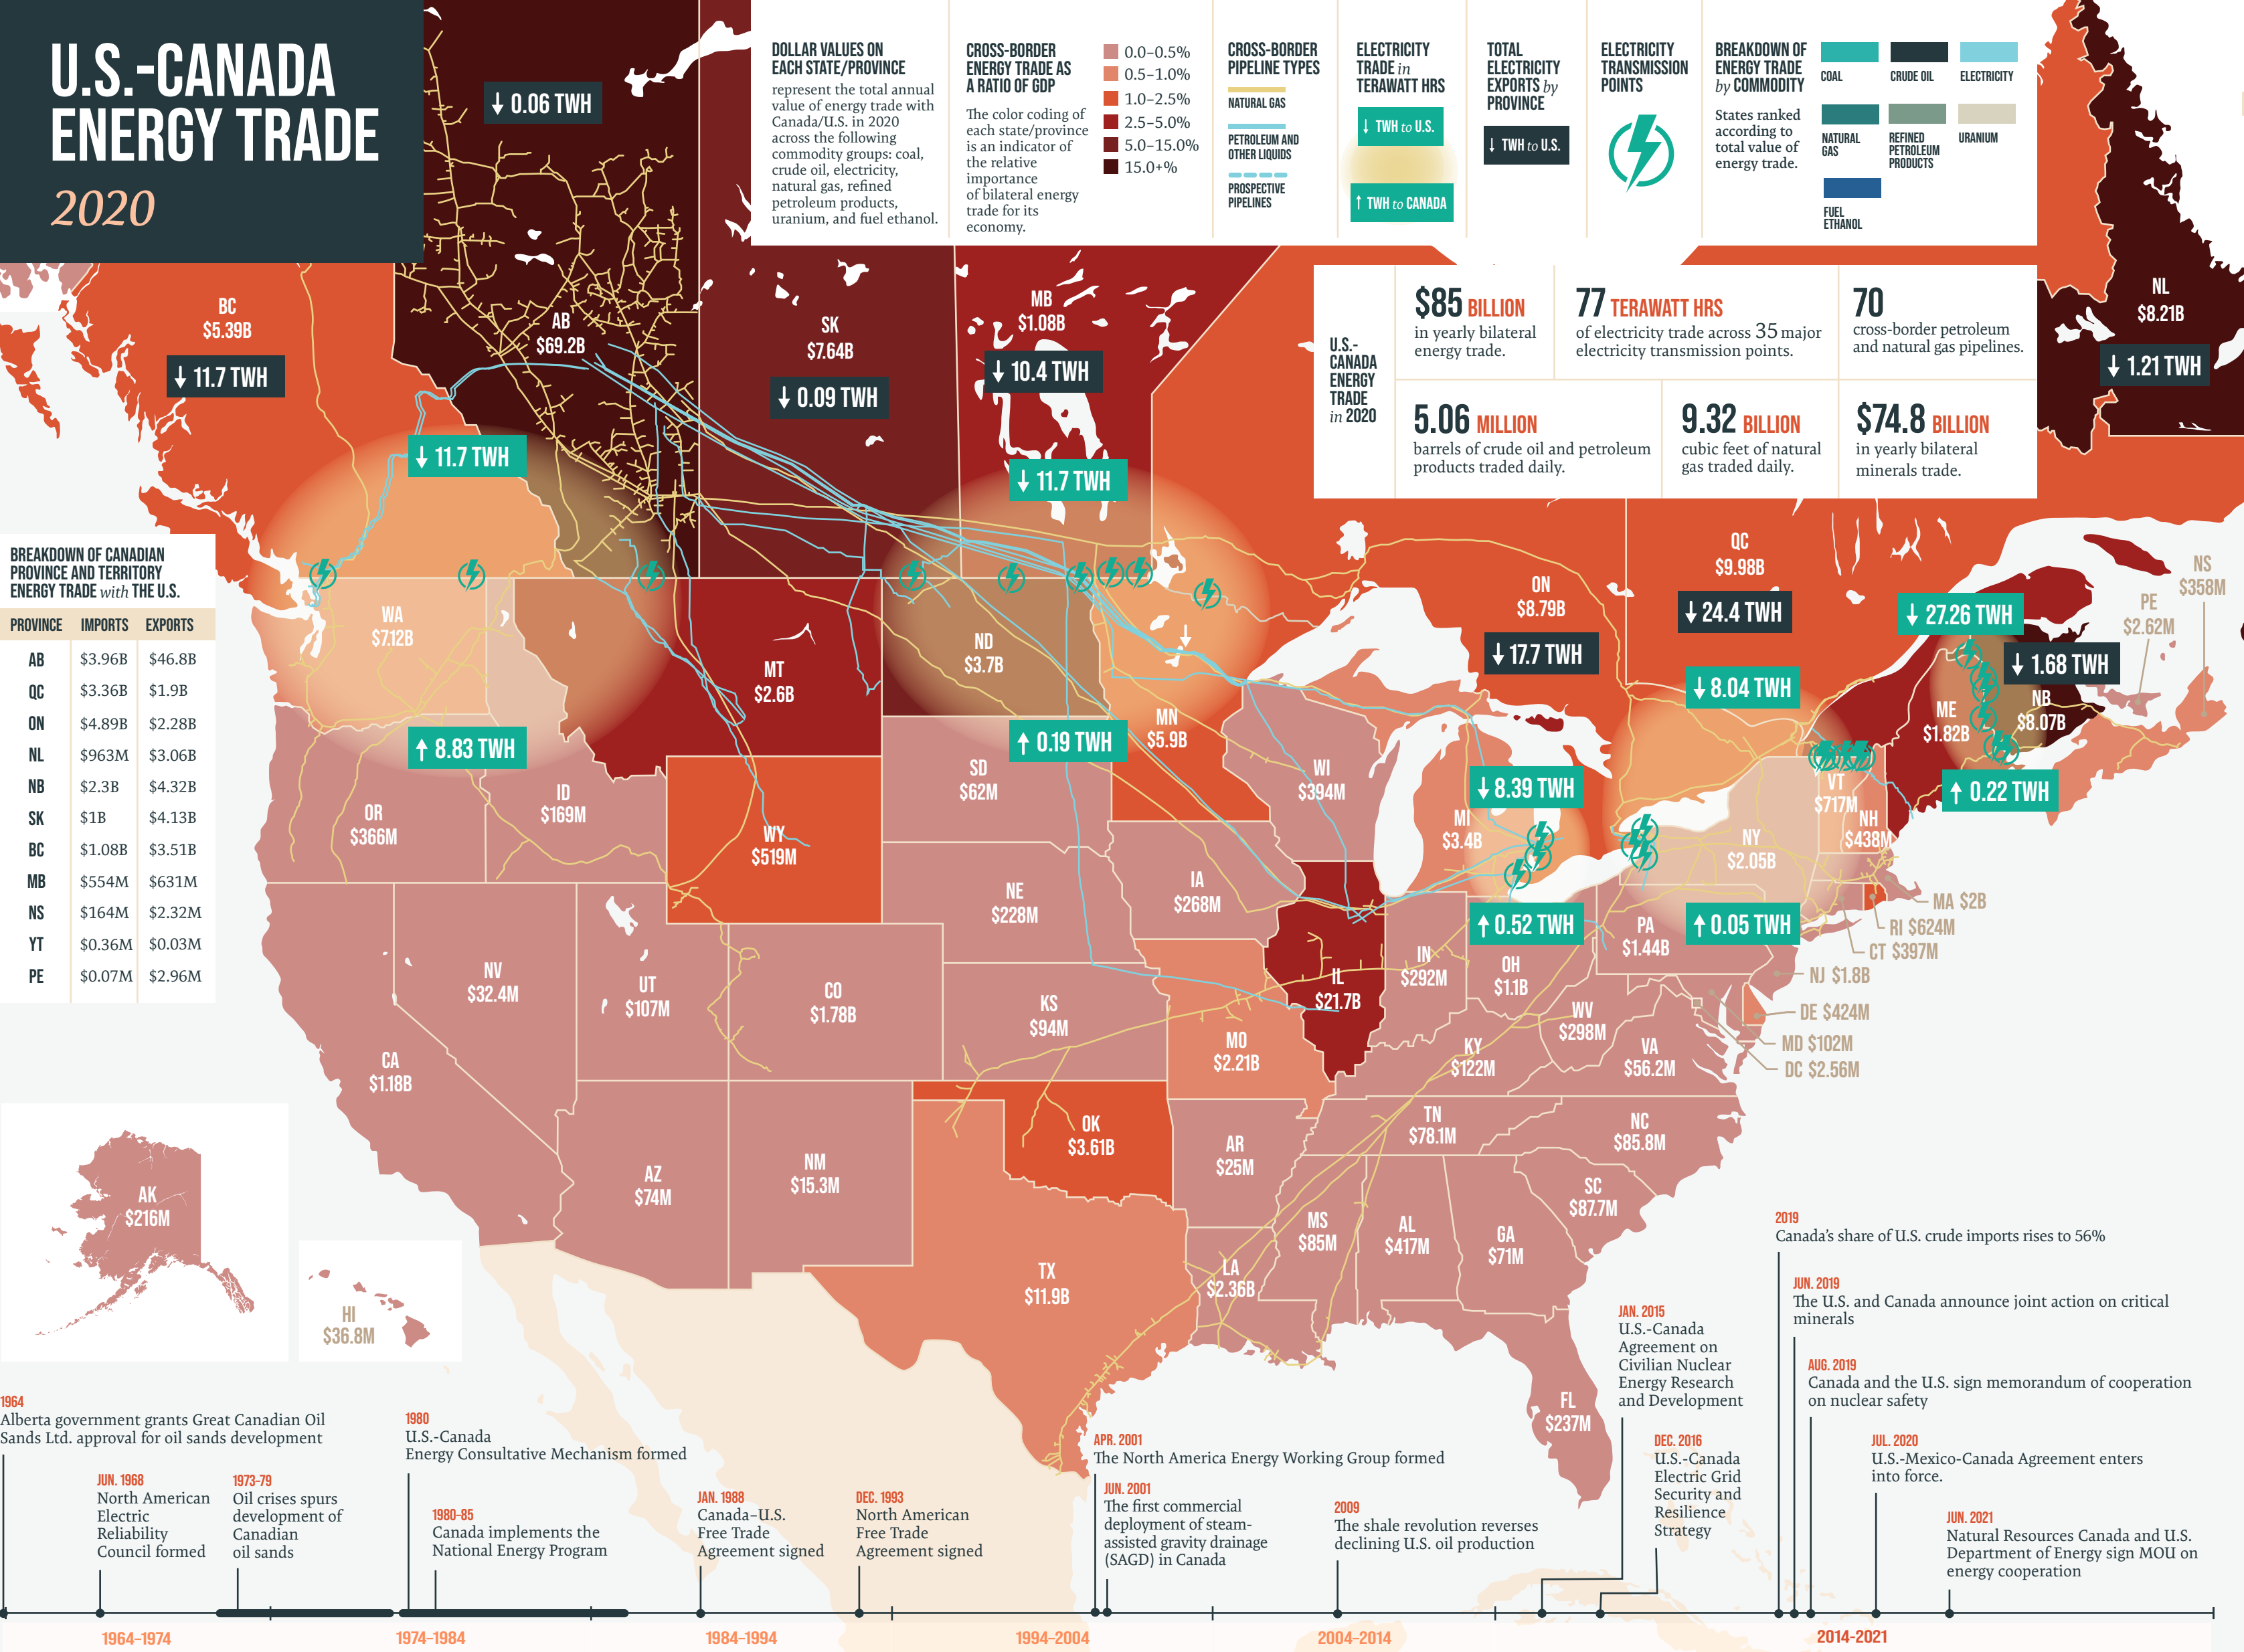 U.S.-CANADA
ENERGY TRADE
2020
DOLLAR VALUES ON
EACH STATE/PROVINCE
represent the total annual
value of energy trade with
Canada/U.S. in 2020
across the following
commodity groups: coal,
crude oil, electricity,
natural gas, refined
petroleum products,
uranium, and fuel ethanol.
CROSS-BORDER
ENERGY TRADE AS
A RATIO OF GDP
The color coding of
each state/province
is an indicator of
the relative
importance
of bilateral energy
trade for its
economy.
0.0–0.5%
0.5–1.0%
1.0–2.5%
2.5–5.0%
5.0–15.0%
15.0+%
CROSS-BORDER
PIPELINE TYPES
NATURAL GAS
PETROLEUM AND
OTHER LIQUIDS
PROSPECTIVE
PIPELINES
ELECTRICITY
TRADE in
TERAWATT HRS
↓ TWH to U.S.
↑ TWH to CANADA
TOTAL
ELECTRICITY
EXPORTS by
PROVINCE
↓ TWH to U.S.
ELECTRICITY
TRANSMISSION
POINTS
BREAKDOWN OF
ENERGY TRADE
by COMMODITY
States ranked
according to
total value of
energy trade.
COAL
CRUDE OIL
ELECTRICITY
NATURAL
GAS
REFINED
PETROLEUM
PRODUCTS
URANIUM
FUEL
ETHANOL
U.S.-
CANADA
ENERGY
TRADE
in 2020
$85 BILLION
in yearly bilateral
energy trade.
77 TERAWATT HRS
of electricity trade across 35 major
electricity transmission points.
70
cross-border petroleum
and natural gas pipelines.
5.06 MILLION
barrels of crude oil and petroleum
products traded daily.
9.32 BILLION
cubic feet of natural
gas traded daily.
$74.8 BILLION
in yearly bilateral
minerals trade.
↓ 0.06 TWH
BC
$5.39B
↓ 11.7 TWH
AB
$69.2B
SK
$7.64B
↓ 0.09 TWH
MB
$1.08B
↓ 10.4 TWH
NL
$8.21B
↓ 1.21 TWH
↓ 11.7 TWH
↓ 11.7 TWH
QC
$9.98B
↓ 24.4 TWH
ON
$8.79B
↓ 17.7 TWH
↓ 27.26 TWH
↓ 1.68 TWH
↓ 8.04 TWH
NS
$358M
PE
$2.62M
NB
$8.07B
BREAKDOWN OF CANADIAN
PROVINCE AND TERRITORY
ENERGY TRADE with THE U.S.
PROVINCE IMPORTS EXPORTS
AB $3.96B $46.8B
QC $3.36B $1.9B
ON $4.89B $2.28B
NL $963M $3.06B
NB $2.3B $4.32B
SK $1B $4.13B
BC $1.08B $3.51B
MB $554M $631M
NS $164M $2.32M
YT $0.36M $0.03M
PE $0.07M $2.96M
WA
$7.12B
↑ 8.83 TWH
MT
$2.6B
ND
$3.7B
↑ 0.19 TWH
MN
$5.9B
ME
$1.82B
↑ 0.22 TWH
OR
$366M
ID
$169M
WY
$519M
SD
$62M
WI
$394M
↓ 8.39 TWH
MI
$3.4B
VT
$717M
NH
$438M
NY
$2.05B
NE
$228M
IA
$268M
↑ 0.52 TWH
↑ 0.05 TWH
PA
$1.44B
MA $2B
RI $624M
CT $397M
NJ $1.8B
DE $424M
MD $102M
DC $2.56M
NV
$32.4M
UT
$107M
CO
$1.78B
KS
$94M
IL
$21.7B
IN
$292M
OH
$1.1B
WV
$298M
VA
$56.2M
KY
$122M
MO
$2.21B
CA
$1.18B
AZ
$74M
NM
$15.3M
OK
$3.61B
AR
$25M
TN
$78.1M
NC
$85.8M
SC
$87.7M
GA
$71M
AL
$417M
MS
$85M
LA
$2.36B
TX
$11.9B
FL
$237M
AK
$216M
HI
$36.8M
1964
Alberta government grants Great Canadian Oil
Sands Ltd. approval for oil sands development
JUN. 1968
North American
Electric
Reliability
Council formed
1973-79
Oil crises spurs
development of
Canadian
oil sands
1980
U.S.-Canada
Energy Consultative Mechanism formed
1980-85
Canada implements the
National Energy Program
JAN. 1988
Canada–U.S.
Free Trade
Agreement signed
DEC. 1993
North American
Free Trade
Agreement signed
APR. 2001
The North America Energy Working Group formed
JUN. 2001
The first commercial
deployment of steam-
assisted gravity drainage
(SAGD) in Canada
2009
The shale revolution reverses
declining U.S. oil production
JAN. 2015
U.S.-Canada
Agreement on
Civilian Nuclear
Energy Research
and Development
DEC. 2016
U.S.-Canada
Electric Grid
Security and
Resilience
Strategy
2019
Canada's share of U.S. crude imports rises to 56%
JUN. 2019
The U.S. and Canada announce joint action on critical
minerals
AUG. 2019
Canada and the U.S. sign memorandum of cooperation
on nuclear safety
JUL. 2020
U.S.-Mexico-Canada Agreement enters
into force.
JUN. 2021
Natural Resources Canada and U.S.
Department of Energy sign MOU on
energy cooperation
1964–1974
1974–1984
1984–1994
1994–2004
2004–2014
2014-2021